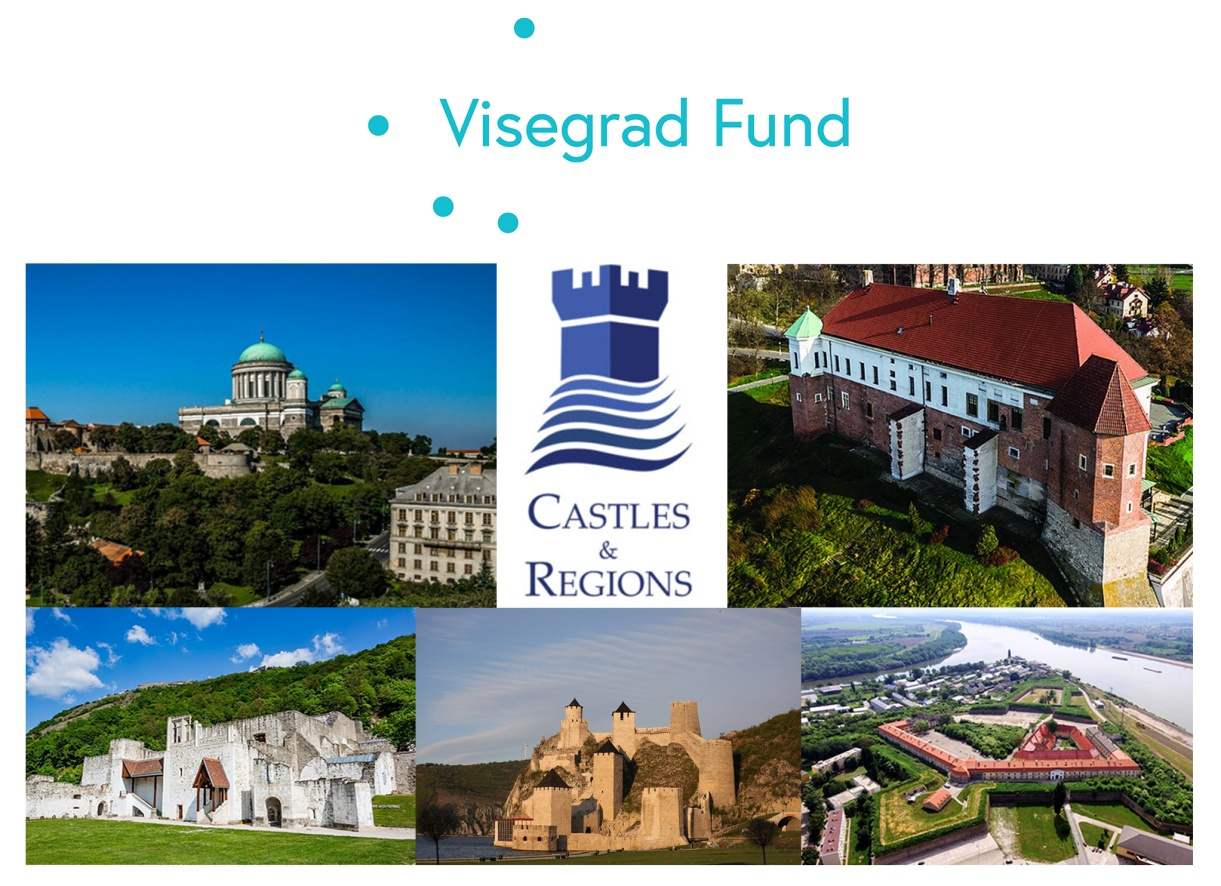 Visegrad Fund
CASTLES
&
REGIONS